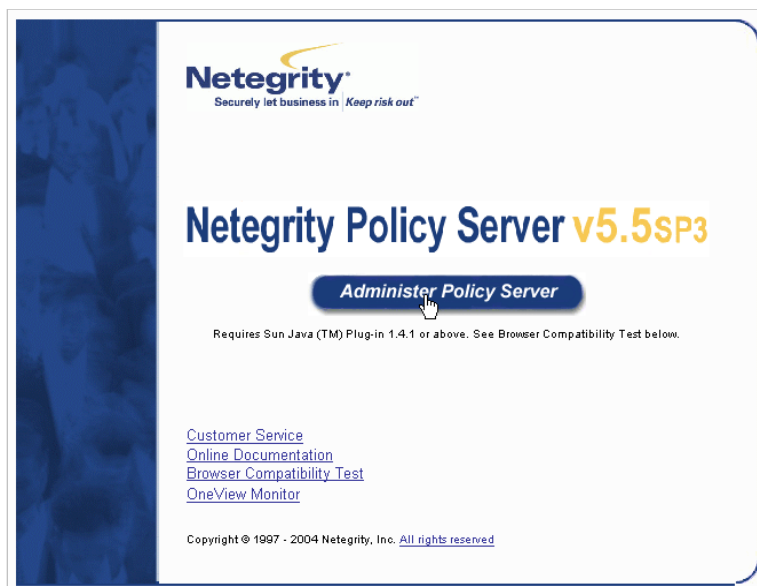 Netegrity
Securely let business in | Keep risk out℠
Netegrity Policy Server v5.5SP3
Administer Policy Server
Requires Sun Java (TM) Plug-in 1.4.1 or above. See Browser Compatibility Test below.
Customer Service
Online Documentation
Browser Compatibility Test
OneView Monitor
Copyright © 1997 - 2004 Netegrity, Inc. All rights reserved